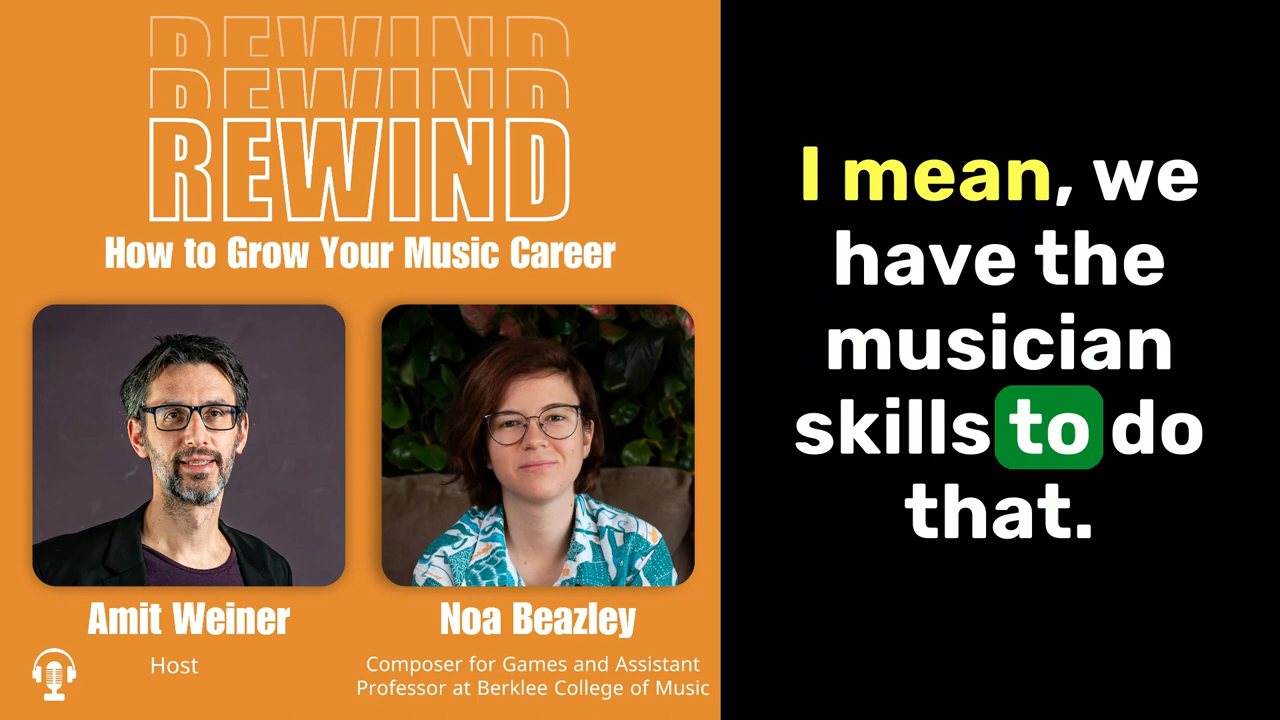 REWIND
REWIND
REWIND
How to Grow Your Music Career
Amit Weiner
Host
Noa Beazley
Composer for Games and Assistant
Professor at Berklee College of Music
I mean, we
have the
musician
skills to do
that.